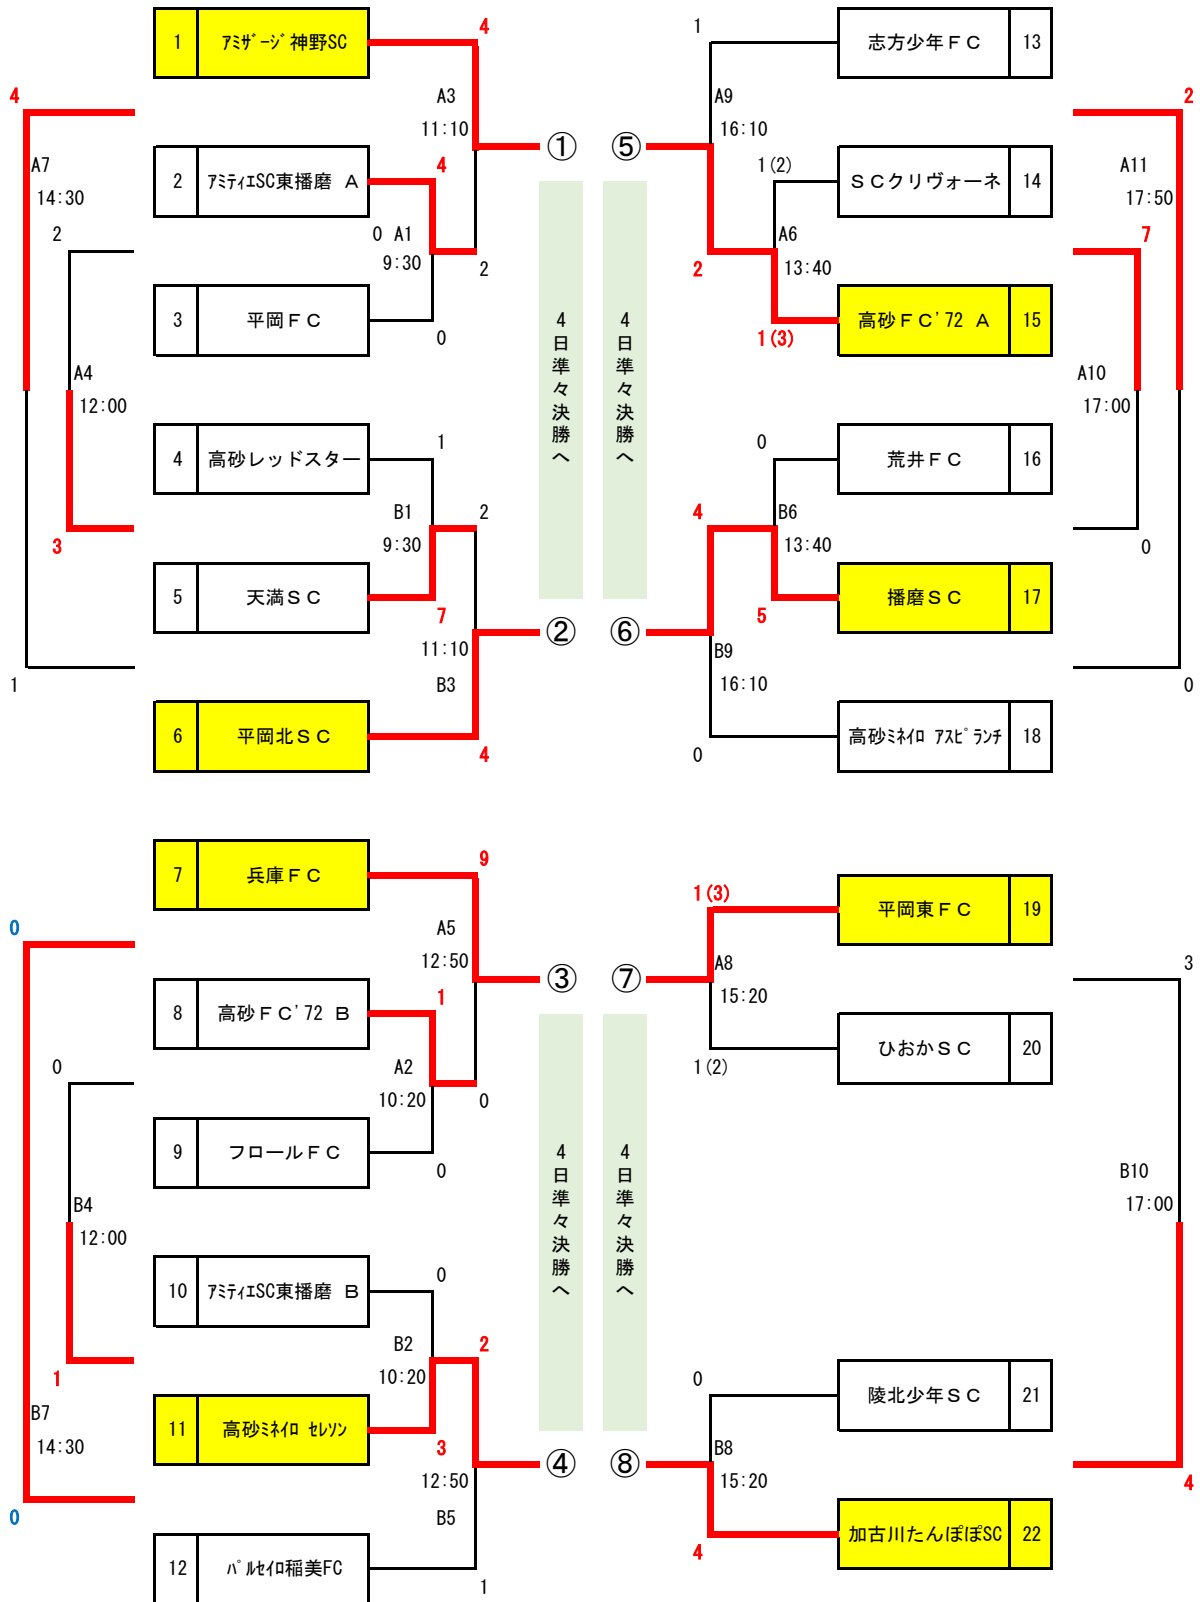 4
1
志方少年ＦＣ
13
1
ｱﾐｻﾞｰｼﾞ神野SC
4
2
A3
11:10
A9
16:10
①
⑤
A7
14:30
1(2)
A11
17:50
4
2
ｱﾐﾃｨｴSC東播磨 Ａ
ＳＣクリヴォーネ
14
2
0 A1
9:30
A6
13:40
7
2
2
3
平岡ＦＣ
0
1(3)
高砂ＦＣ'72 Ａ
15
4日準々決勝へ
4日準々決勝へ
A4
12:00
A10
17:00
1
0
4
高砂レッドスター
荒井ＦＣ
16
B1
9:30
2
4
B6
13:40
3
0
5
天満ＳＣ
7
5
播磨ＳＣ
17
11:10
B3
②
⑥
B9
16:10
1
0
6
平岡北ＳＣ
4
0
高砂ﾐﾈｲﾛ ｱｽﾋﾟﾗﾝﾁ
18
7
兵庫ＦＣ
9
1(3)
平岡東ＦＣ
19
0
A5
12:50
3
③
⑦
A8
15:20
8
高砂ＦＣ'72 Ｂ
1
ひおかＳＣ
20
0
A2
10:20
0
1(2)
9
フロールＦＣ
0
4日準々決勝へ
4日準々決勝へ
B4
12:00
B10
17:00
10
ｱﾐﾃｨｴSC東播磨 Ｂ
0
B2
10:20
2
0
1
陵北少年ＳＣ
21
B7
14:30
11
高砂ﾐﾈｲﾛ ｾﾚｿﾝ
3
12:50
B5
④
⑧
B8
15:20
4
0
4
加古川たんぽぽSC
22
12
ﾊﾟﾙｾｲﾛ稲美FC
1